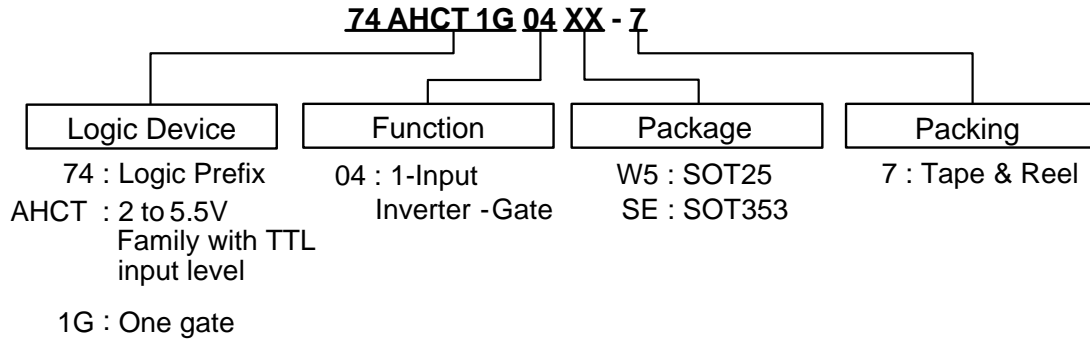 74 AHCT 1G 04 XX - 7
Logic Device
74 : Logic Prefix
AHCT : 2 to 5.5V
Family with TTL
input level
1G : One gate
Function
04 : 1-Input
Inverter -Gate
Package
W5 : SOT25
SE : SOT353
Packing
7 : Tape & Reel